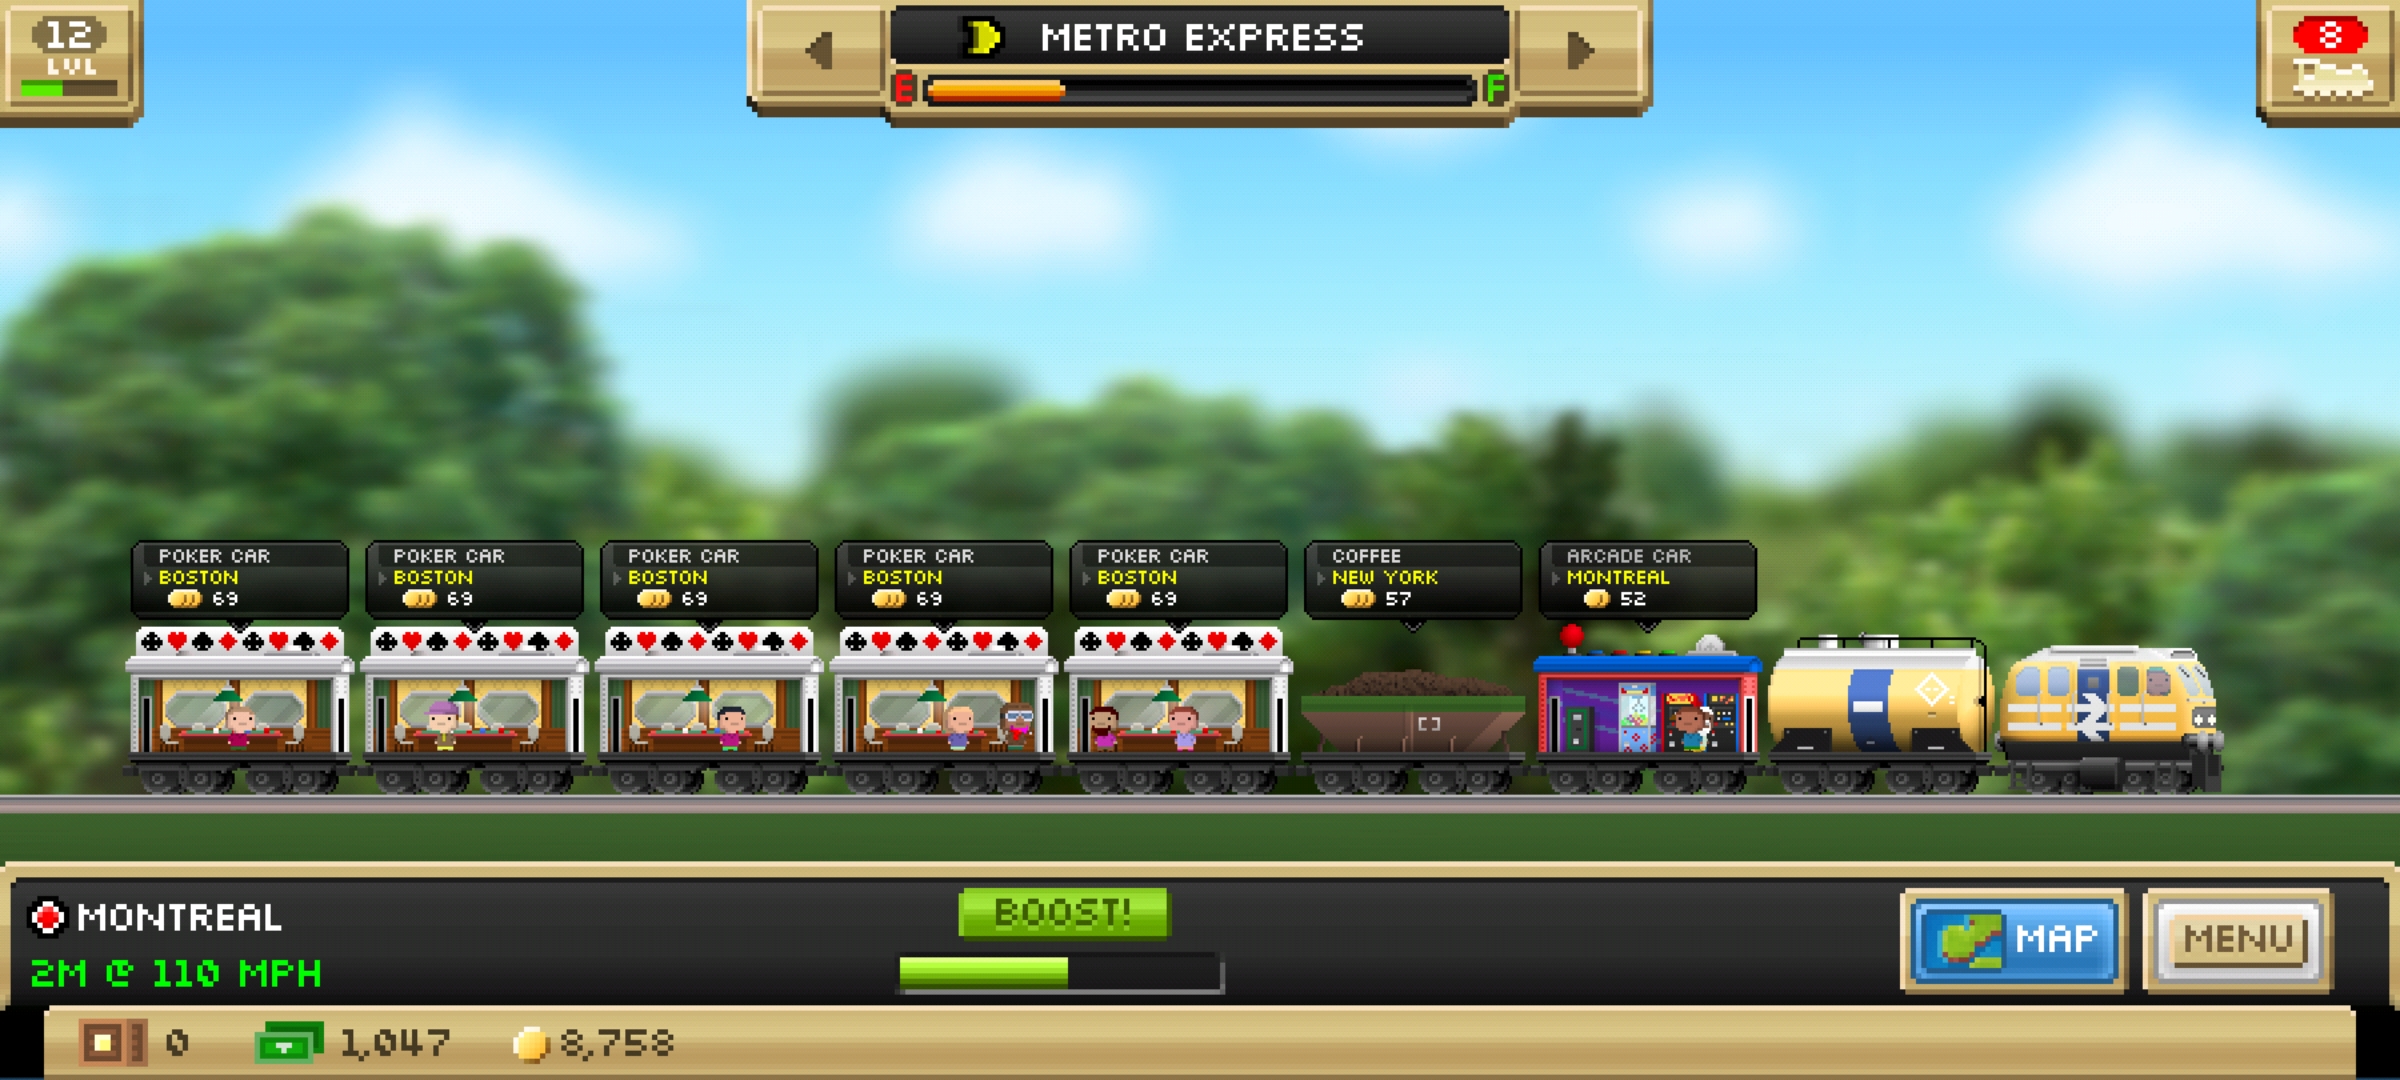 12
LVL
METRO EXPRESS
E
F
8
POKER CAR
BOSTON
69
POKER CAR
BOSTON
69
POKER CAR
BOSTON
69
POKER CAR
BOSTON
69
POKER CAR
BOSTON
69
COFFEE
NEW YORK
57
ARCADE CAR
MONTREAL
52
MONTREAL
2M @ 110 MPH
BOOST!
MAP
MENU
0
1,047
8,758